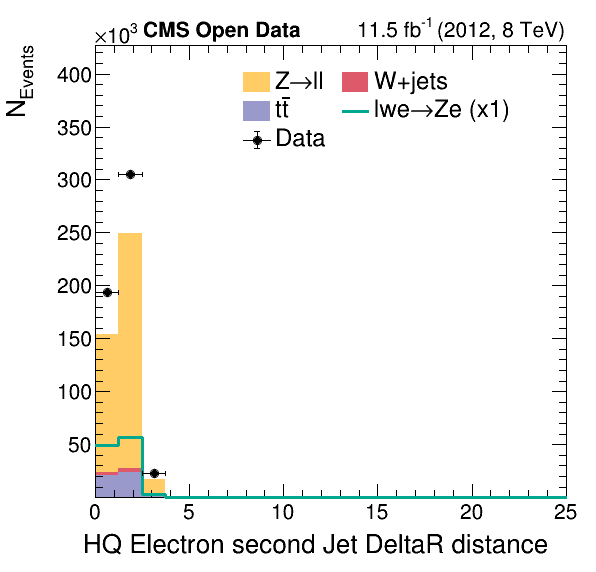 ×10³ CMS Open Data 11.5 fb⁻¹ (2012, 8 TeV)
N_Events
400
350
300
250
200
150
100
50
Z→ll W+jets
tt̄ lwe→Ze (x1)
Data
0 5 10 15 20 25
HQ Electron second Jet DeltaR distance